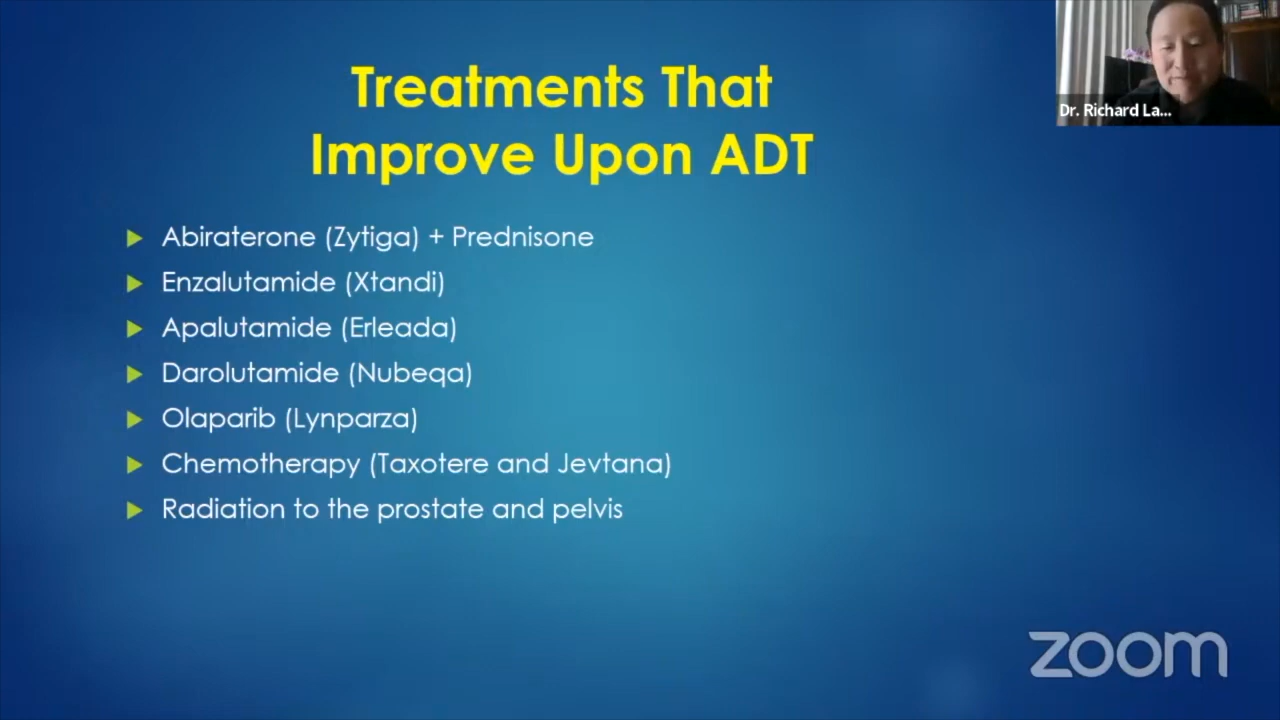 Treatments That
Improve Upon ADT
Dr. Richard La...
Abiraterone (Zytiga) + Prednisone
Enzalutamide (Xtandi)
Apalutamide (Erleada)
Darolutamide (Nubeqa)
Olaparib (Lynparza)
Chemotherapy (Taxotere and Jevtana)
Radiation to the prostate and pelvis
zoom